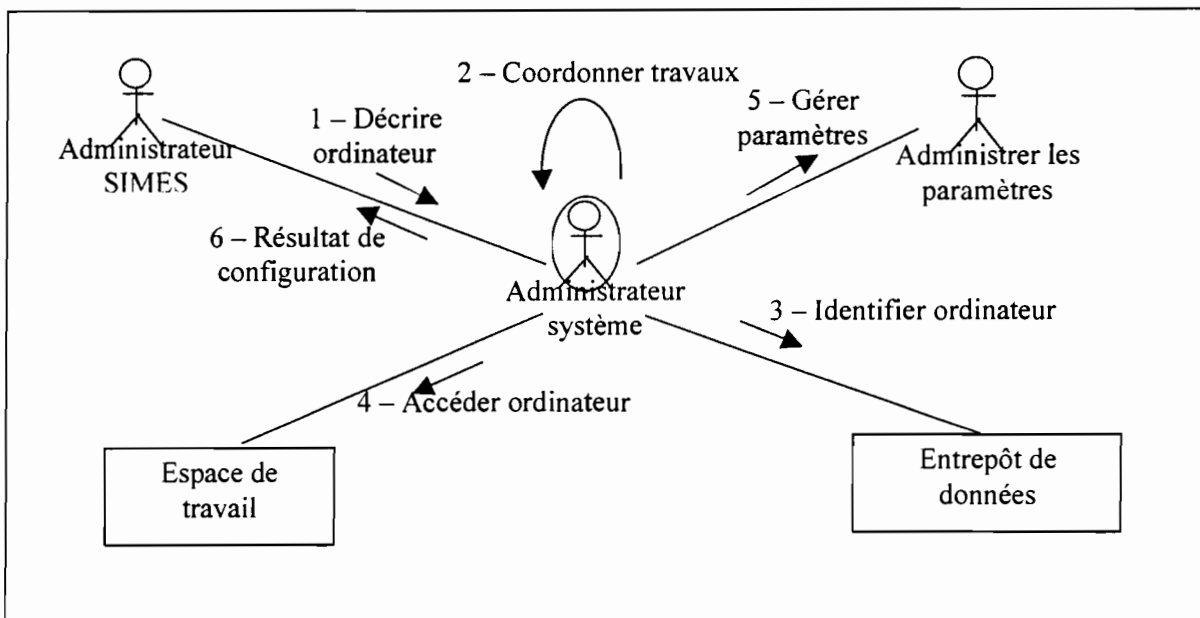 2 – Coordonner travaux
1 – Décrire
ordinateur
5 – Gérer
paramètres
Administrateur
SIMES
Administrer les
paramètres
6 – Résultat de
configuration
Administrateur
système
3 – Identifier ordinateur
4 – Accéder ordinateur
Espace de
travail
Entrepôt de
données